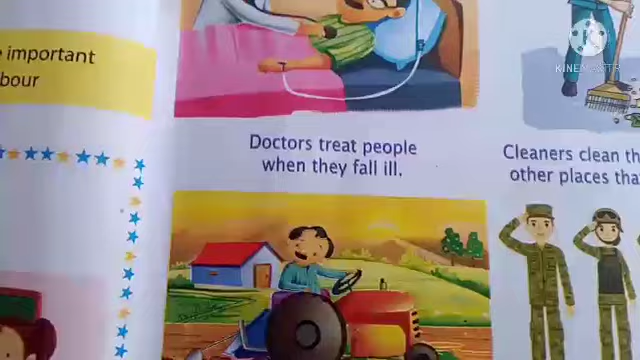 e important
bour
Doctors treat people
when they fall ill.
Cleaners clean th
other places tha
KINEMASTER